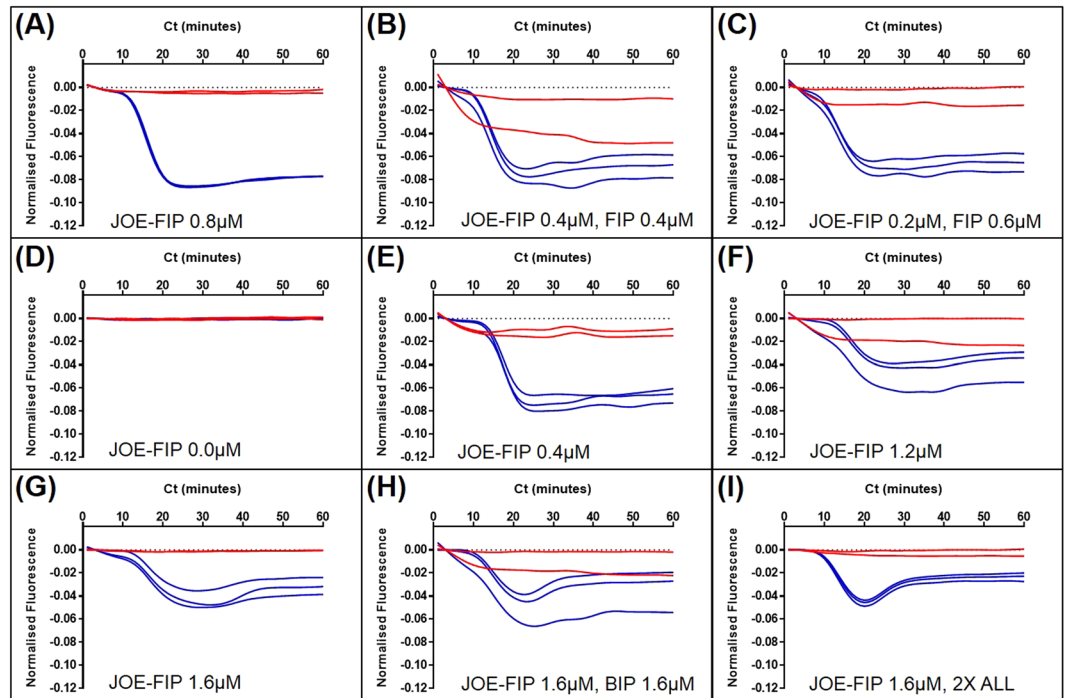 (A)
Ct (minutes)
0 10 20 30 40 50 60
Normalised Fluorescence
0.00
-0.02
-0.04
-0.06
-0.08
-0.10
-0.12
JOE-FIP 0.8µM
(B)
Ct (minutes)
0 10 20 30 40 50 60
Normalised Fluorescence
0.00
-0.02
-0.04
-0.06
-0.08
-0.10
-0.12
JOE-FIP 0.4µM, FIP 0.4µM
(C)
Ct (minutes)
0 10 20 30 40 50 60
Normalised Fluorescence
0.00
-0.02
-0.04
-0.06
-0.08
-0.10
-0.12
JOE-FIP 0.2µM, FIP 0.6µM
(D)
Ct (minutes)
0 10 20 30 40 50 60
Normalised Fluorescence
0.00
-0.02
-0.04
-0.06
-0.08
-0.10
-0.12
JOE-FIP 0.0µM
(E)
Ct (minutes)
0 10 20 30 40 50 60
Normalised Fluorescence
0.00
-0.02
-0.04
-0.06
-0.08
-0.10
-0.12
JOE-FIP 0.4µM
(F)
Ct (minutes)
0 10 20 30 40 50 60
Normalised Fluorescence
0.00
-0.02
-0.04
-0.06
-0.08
-0.10
-0.12
JOE-FIP 1.2µM
(G)
Ct (minutes)
0 10 20 30 40 50 60
Normalised Fluorescence
0.00
-0.02
-0.04
-0.06
-0.08
-0.10
-0.12
JOE-FIP 1.6µM
(H)
Ct (minutes)
0 10 20 30 40 50 60
Normalised Fluorescence
0.00
-0.02
-0.04
-0.06
-0.08
-0.10
-0.12
JOE-FIP 1.6µM, BIP 1.6µM
(I)
Ct (minutes)
0 10 20 30 40 50 60
Normalised Fluorescence
0.00
-0.02
-0.04
-0.06
-0.08
-0.10
-0.12
JOE-FIP 1.6µM, 2X ALL